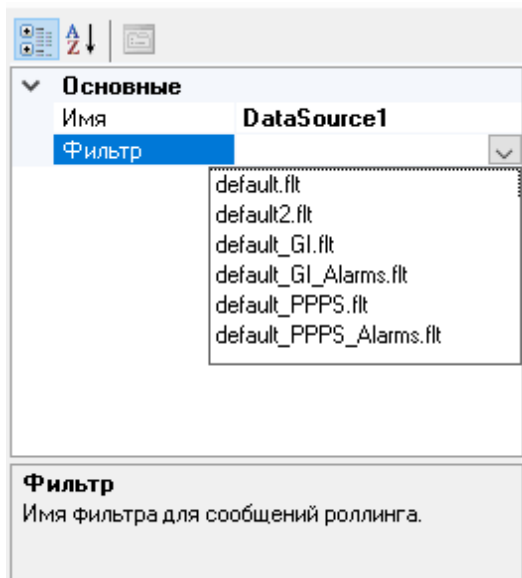 Основные
Имя DataSource1
Фильтр
default.flt
default2.flt
default_GI.flt
default_GI_Alarms.flt
default_PPPS.flt
default_PPPS_Alarms.flt
Фильтр
Имя фильтра для сообщений роллинга.